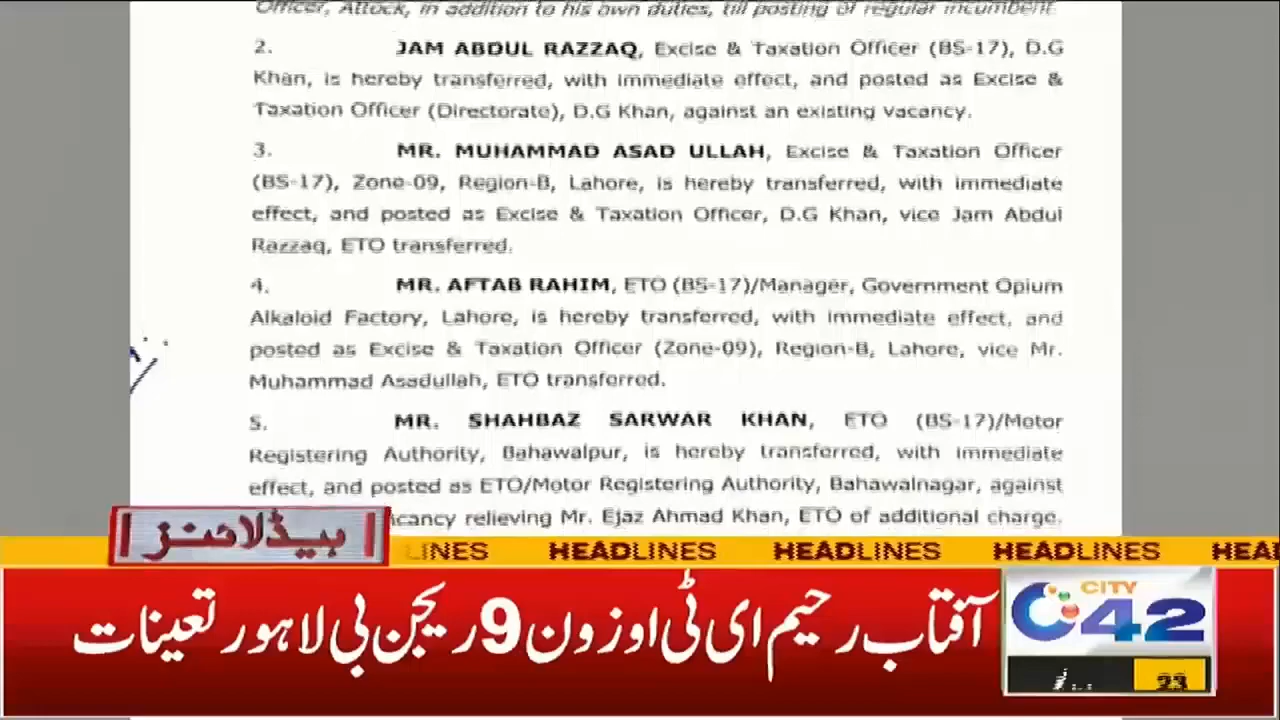 Officer, Attock, in addition to his own duties, till posting of regular incumbent
2. JAM ABDUL RAZZAQ, Excise & Taxation Officer (BS-17), D.G
Khan, is hereby transferred, with immediate effect, and posted as Excise &
Taxation Officer (Directorate), D.G Khan, against an existing vacancy.
3. MR. MUHAMMAD ASAD ULLAH, Excise & Taxation Officer
(BS-17), Zone-09, Region-B, Lahore, is hereby transferred, with immediate
effect, and posted as Excise & Taxation Officer, D.G Khan, vice Jam Abdul
Razzaq, ETO transferred.
4. MR. AFTAB RAHIM, ETO (BS-17)/Manager, Government Opium
Alkaloid Factory, Lahore, is hereby transferred, with immediate effect, and
posted as Excise & Taxation Officer (Zone-09), Region-B, Lahore, vice Mr.
Muhammad Asadullah, ETO transferred.
5. MR. SHAHBAZ SARWAR KHAN, ETO (BS-17)/Motor
Registering Authority, Bahawalpur, is hereby transferred, with immediate
effect, and posted as ETO/Motor Registering Authority, Bahawalnagar, against
cancy relieving Mr. Ejaz Ahmad Khan, ETO of additional charge.
ہیڈلائنز
LINES HEADLINES HEADLINES HEADLINES HEAD
آفتاب رحیم ای ٹی او زون 9 ریجن بی لاہور تعینات
CITY
42
23